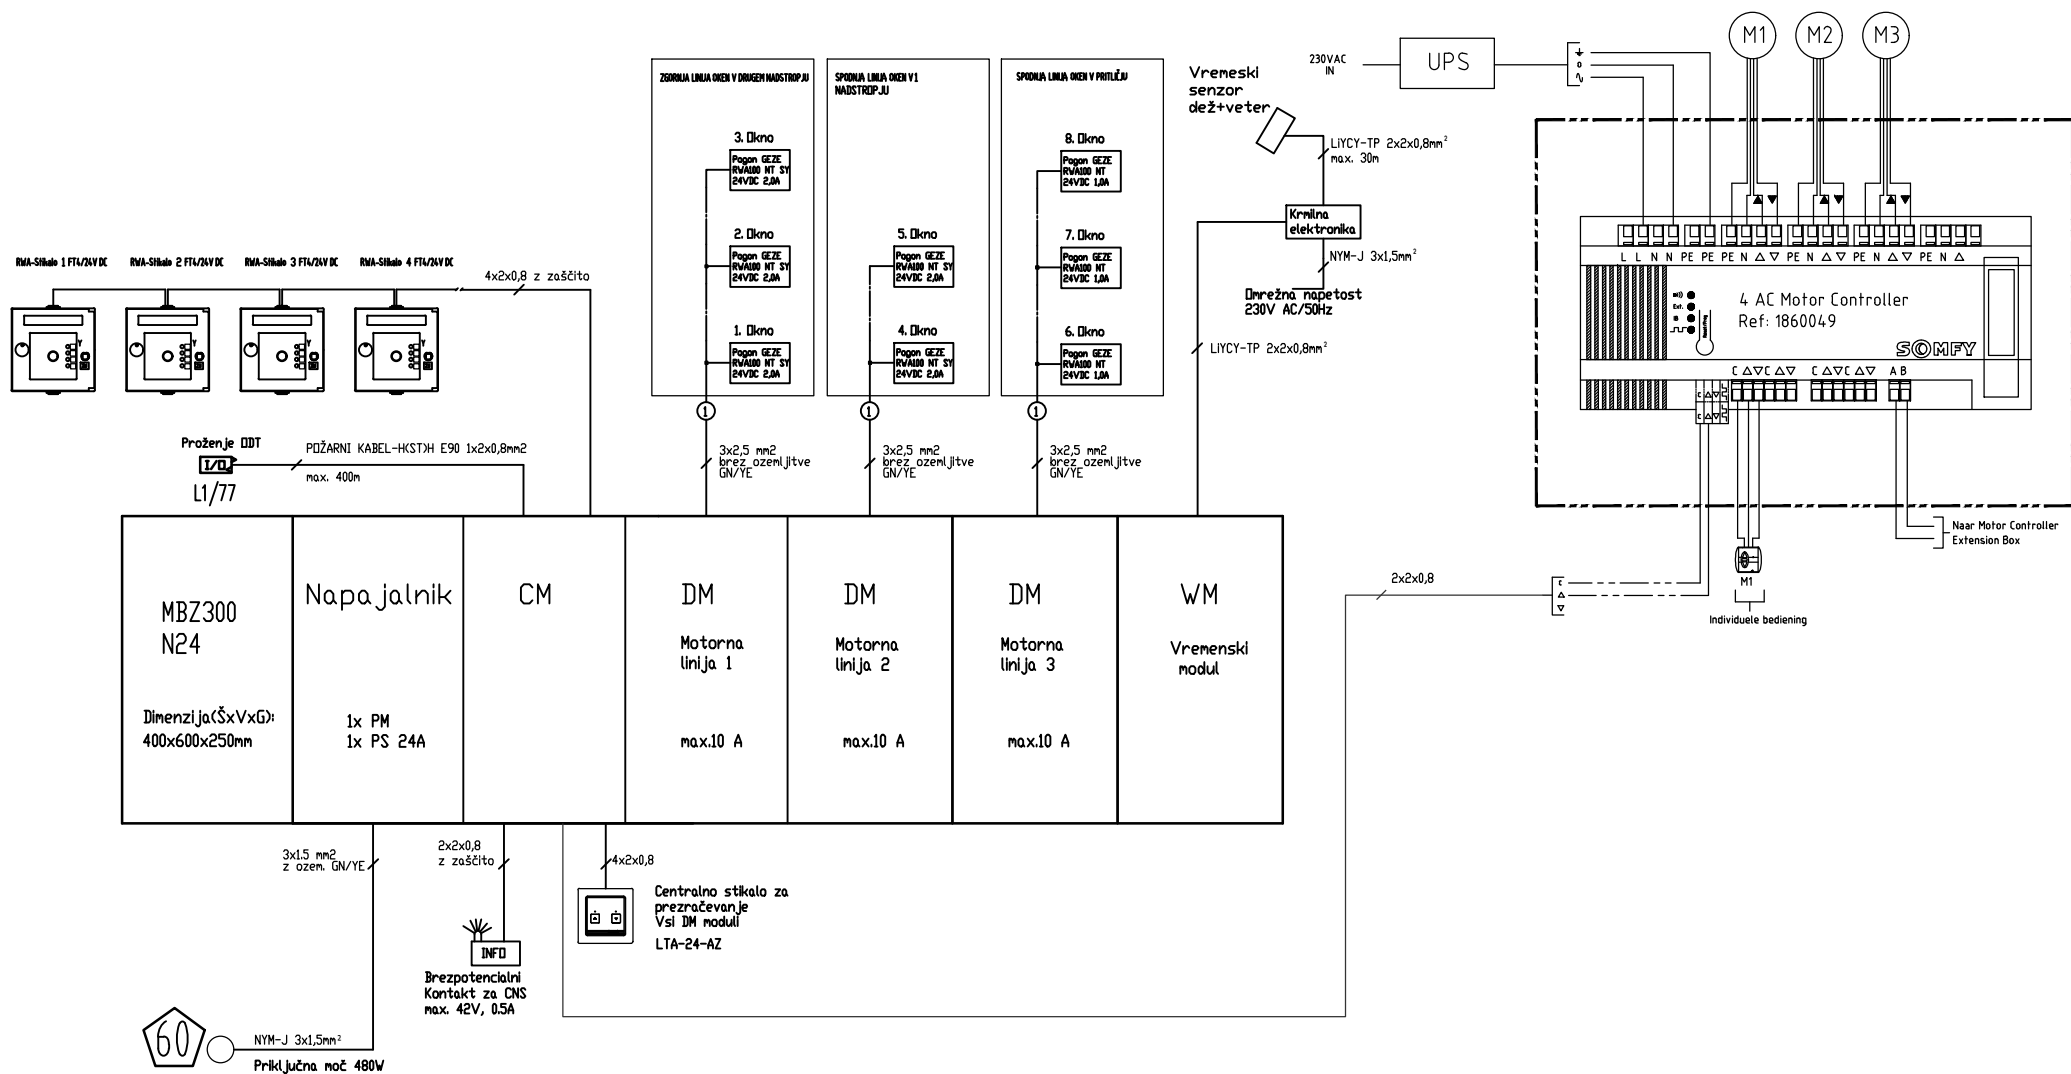 ZGORNJA LINIJA OKEN V DRUGEM NADSTROPJU
3. Okno
Pogon GEZE
RWA100 NT SY
24VDC 2,0A
2. Okno
Pogon GEZE
RWA100 NT SY
24VDC 2,0A
1. Okno
Pogon GEZE
RWA100 NT SY
24VDC 2,0A
1
3x2,5 mm2
brez ozemljitve
GN/YE
SPODNJA LINIJA OKEN V 1
NADSTROPJU
5. Okno
Pogon GEZE
RWA100 NT SY
24VDC 2,0A
4. Okno
Pogon GEZE
RWA100 NT SY
24VDC 2,0A
1
3x2,5 mm2
brez ozemljitve
GN/YE
SPODNJA LINIJA OKEN V PRITLIČJU
8. Okno
Pogon GEZE
RWA100 NT
24VDC 1,0A
7. Okno
Pogon GEZE
RWA100 NT
24VDC 1,0A
6. Okno
Pogon GEZE
RWA100 NT
24VDC 1,0A
1
3x2,5 mm2
brez ozemljitve
GN/YE
RWA-Stikalo 1 FT4/24V DC
RWA-Stikalo 2 FT4/24V DC
RWA-Stikalo 3 FT4/24V DC
RWA-Stikalo 4 FT4/24V DC
Y
Y
Y
Y
4x2x0,8 z zaščito
Proženje ODT
I/O
L1/77
POŽARNI KABEL-H(ST)H E90 1x2x0,8mm2
max. 400m
Vremeski
senzor
dež+veter
LiYCY-TP 2x2x0,8mm²
max. 30m
Krmilna
elektronika
NYM-J 3x1,5mm²
Omrežna napetost
230V AC/50Hz
LIYCY-TP 2x2x0,8mm²
230VAC
IN
UPS
M1
M2
M3
L L N N PE PE PE N △ ▽ PE N △ ▽ PE N △ ▽ PE N △
Ext.
4 AC Motor Controller
Ref: 1860049
SOMFY
C △▽C △▽ C △▽C △▽ A B
C △▽
C △▽
Naar Motor Controller
Extension Box
M1
Individuele bediening
C
△
▽
2x2x0,8
MBZ300
N24
Dimenzija(ŠxVxG):
400x600x250mm
Napajalnik
1x PM
1x PS 24A
CM
DM
Motorna
linija 1
max.10 A
DM
Motorna
linija 2
max.10 A
DM
Motorna
linija 3
max.10 A
WM
Vremenski
modul
3x1.5 mm2
z ozem. GN/YE
2x2x0,8
z zaščito
4x2x0,8
INFO
Brezpotencialni
Kontakt za CNS
max. 42V, 0.5A
Centralno stikalo za
prezračevanje
Vsi DM moduli
LTA-24-AZ
60
NYM-J 3x1,5mm²
Priključna moč 480W